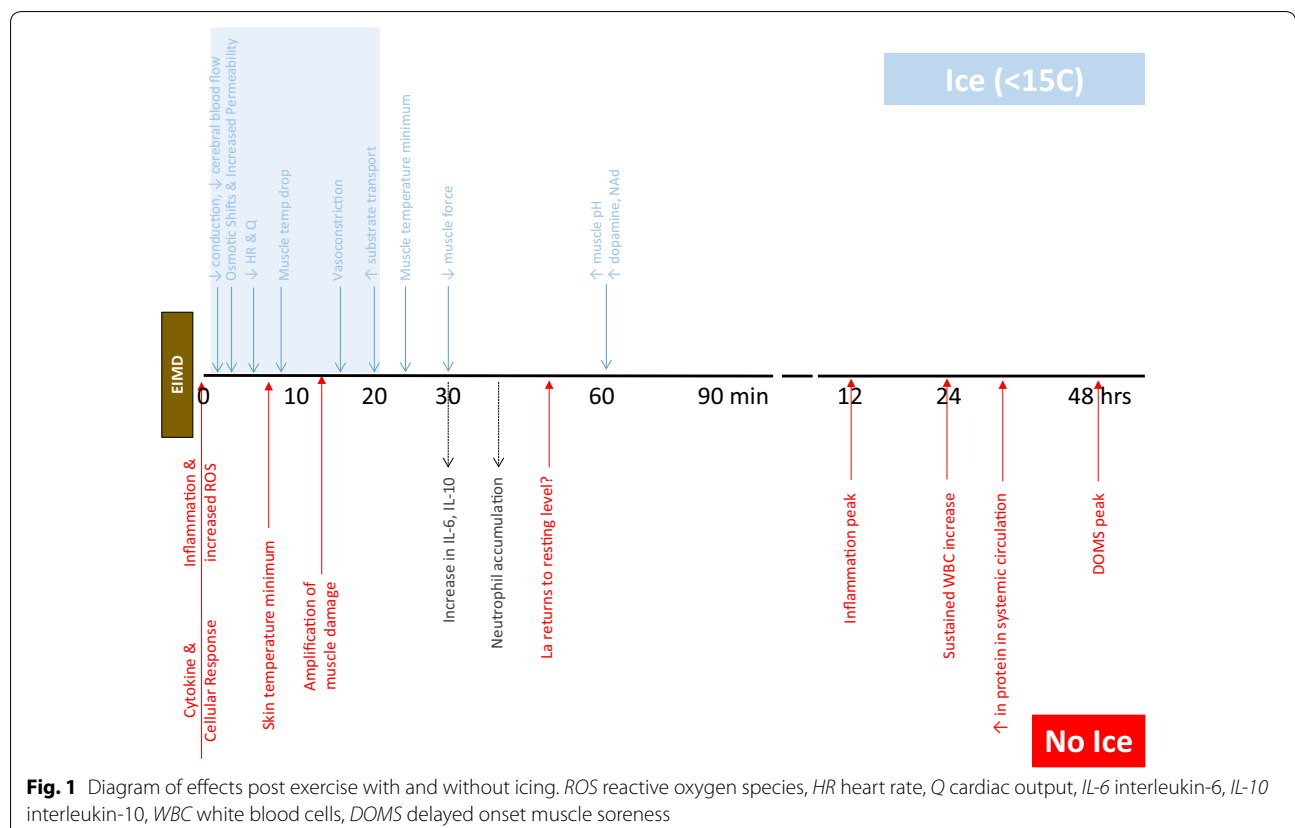 Ice (<15C)
↓ conduction, ↓ cerebral blood flow
Osmotic Shifts & Increased Permeability
↓ HR & Q
Muscle temp drop
Vasoconstriction
↑ substrate transport
Muscle temperature minimum
↓ muscle force
↑ muscle pH
↑ dopamine, NAd
EIMD
0 10 20 30 60 90 min 12 24 48 hrs
Inflammation &
increased ROS
Cytokine &
Cellular Response
Skin temperature minimum
Amplification of
muscle damage
Increase in IL-6, IL-10
Neutrophil accumulation
La returns to resting level?
Inflammation peak
Sustained WBC increase
↑ in protein in systemic circulation
DOMS peak
No Ice
Fig. 1 Diagram of effects post exercise with and without icing. ROS reactive oxygen species, HR heart rate, Q cardiac output, IL-6 interleukin-6, IL-10
interleukin-10, WBC white blood cells, DOMS delayed onset muscle soreness